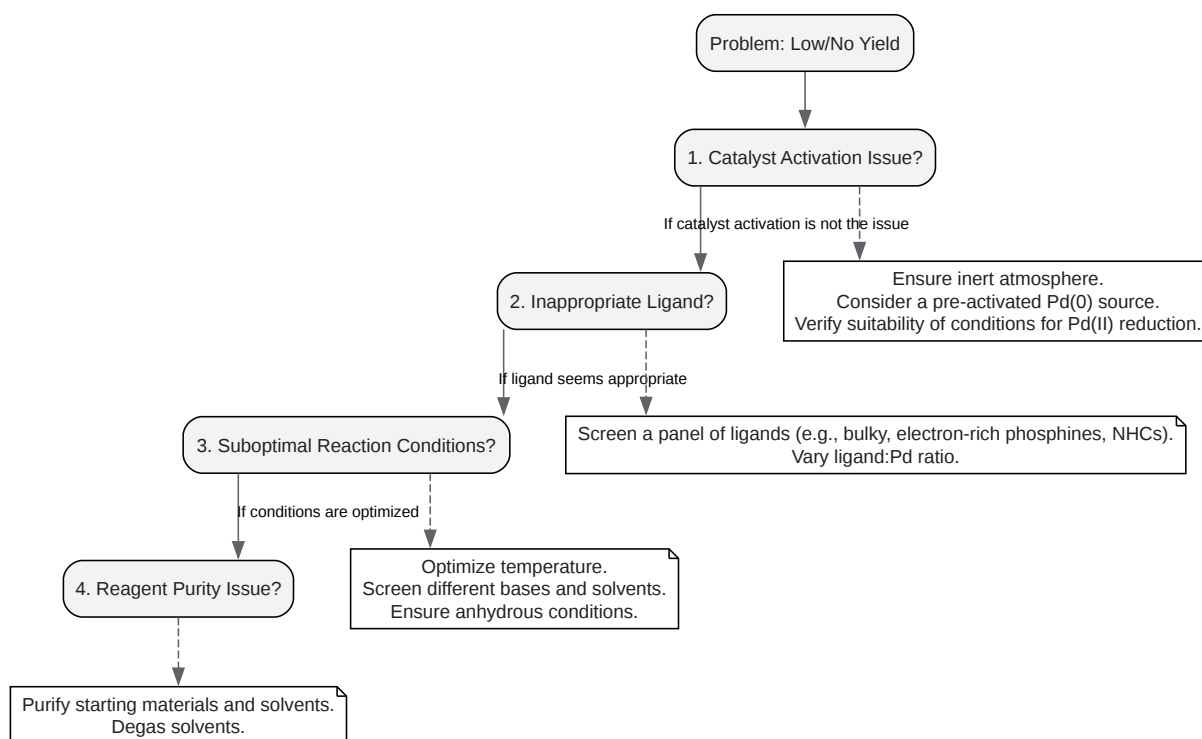 Problem: Low/No Yield
1. Catalyst Activation Issue?
If catalyst activation is not the issue
Ensure inert atmosphere.
Consider a pre-activated Pd(0) source.
Verify suitability of conditions for Pd(II) reduction.
2. Inappropriate Ligand?
If ligand seems appropriate
Screen a panel of ligands (e.g., bulky, electron-rich phosphines, NHCs).
Vary ligand:Pd ratio.
3. Suboptimal Reaction Conditions?
If conditions are optimized
Optimize temperature.
Screen different bases and solvents.
Ensure anhydrous conditions.
4. Reagent Purity Issue?
Purify starting materials and solvents.
Degas solvents.